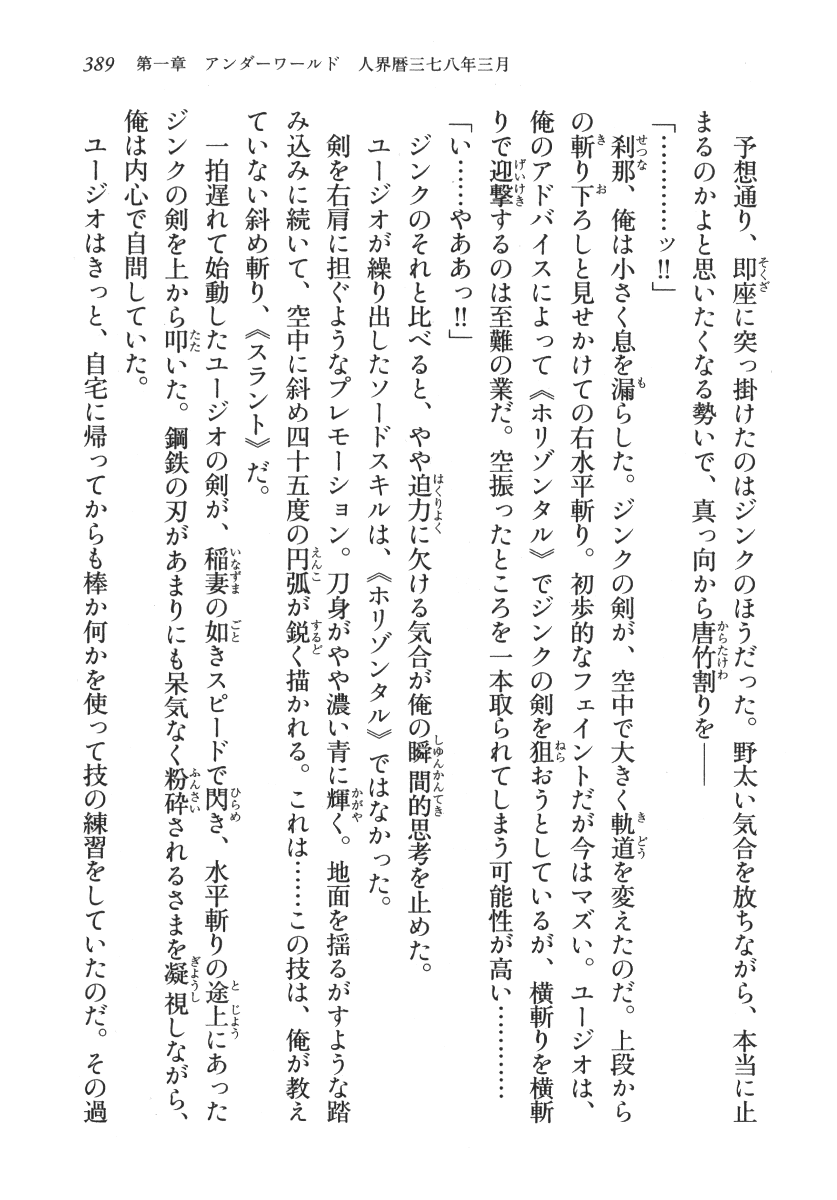 389　第一章　アンダーワールド　人界暦三七八年三月
　予想通り、即座に突っ掛けたのはジンクのほうだった。野太い気合を放ちながら、本当に止
まるのかよと思いたくなる勢いで、真っ向から唐竹割りを——
「…………ッ!!」
　刹那、俺は小さく息を漏らした。ジンクの剣が、空中で大きく軌道を変えたのだ。上段から
の斬り下ろしと見せかけての右水平斬り。初歩的なフェイントだが今はマズい。ユージオは、
俺のアドバイスによって《ホリゾンタル》でジンクの剣を狙おうとしているが、横斬りを横斬
りで迎撃するのは至難の業だ。空振ったところを一本取られてしまう可能性が高い…………
「い……やああっ!!」
　ジンクのそれと比べると、やや迫力に欠ける気合が俺の瞬間的思考を止めた。
　ユージオが繰り出したソードスキルは、《ホリゾンタル》ではなかった。
　剣を右肩に担ぐようなプレモーション。刀身がやや濃い青に輝く。地面を揺るがすような踏
み込みに続いて、空中に斜め四十五度の円弧が鋭く描かれる。これは……この技は、俺が教え
ていない斜め斬り、《スラント》だ。
　一拍遅れて始動したユージオの剣が、稲妻の如きスピードで閃き、水平斬りの途上にあった
ジンクの剣を上から叩いた。鋼鉄の刃があまりにも呆気なく粉砕されるさまを凝視しながら、
俺は内心で自問していた。
　ユージオはきっと、自宅に帰ってからも棒か何かを使って技の練習をしていたのだ。その過